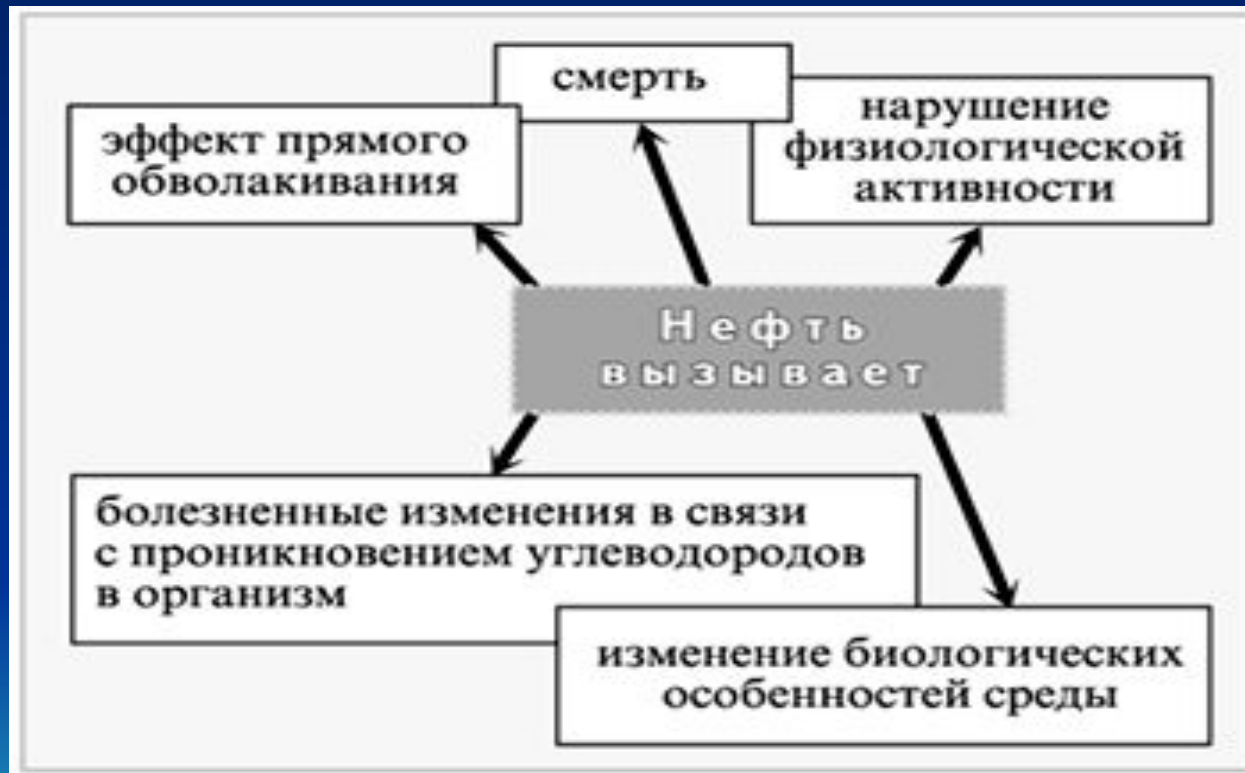 смерть
эффект прямого
обволакивания
нарушение
физиологической
активности
Нефть
вызывает
болезненные изменения в связи
с проникновением углеводородов
в организм
изменение биологических
особенностей среды